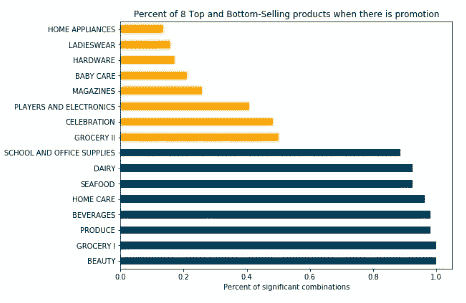 Percent of 8 Top and Bottom-Selling products when there is promotion
HOME APPLIANCES
LADIESWEAR
HARDWARE
BABY CARE
MAGAZINES
PLAYERS AND ELECTRONICS
CELEBRATION
GROCERY II
SCHOOL AND OFFICE SUPPLIES
DAIRY
SEAFOOD
HOME CARE
BEVERAGES
PRODUCE
GROCERY I
BEAUTY
0.0 0.2 0.4 0.6 0.8 1.0
Percent of significant combinations